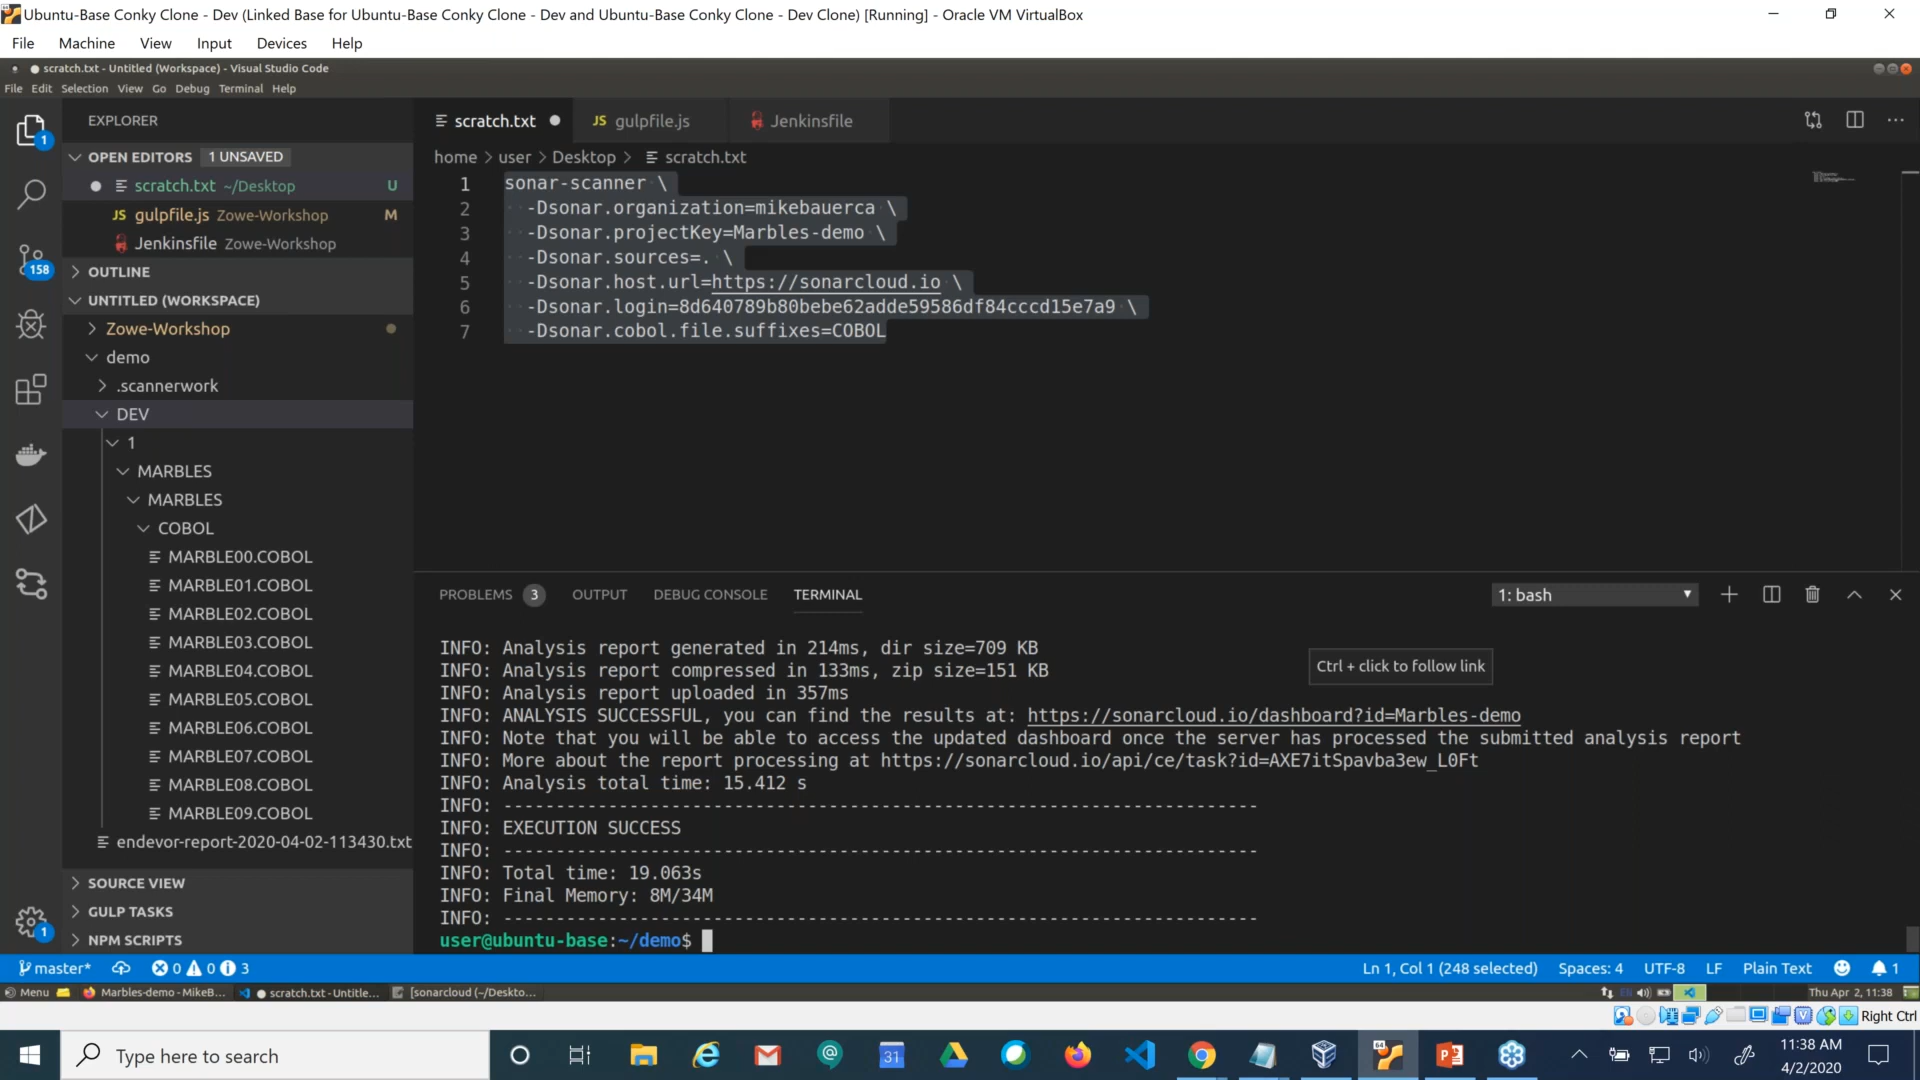 Ubuntu-Base Conky Clone - Dev (Linked Base for Ubuntu-Base Conky Clone - Dev and Ubuntu-Base Conky Clone - Dev Clone) [Running] - Oracle VM VirtualBox
File Machine View Input Devices Help
scratch.txt - Untitled (Workspace) - Visual Studio Code
File Edit Selection View Go Debug Terminal Help
EXPLORER
OPEN EDITORS 1 UNSAVED
scratch.txt ~/Desktop U
gulpfile.js Zowe-Workshop M
Jenkinsfile Zowe-Workshop
OUTLINE
UNTITLED (WORKSPACE)
Zowe-Workshop
demo
.scannerwork
DEV
1
MARBLES
MARBLES
COBOL
MARBLE00.COBOL
MARBLE01.COBOL
MARBLE02.COBOL
MARBLE03.COBOL
MARBLE04.COBOL
MARBLE05.COBOL
MARBLE06.COBOL
MARBLE07.COBOL
MARBLE08.COBOL
MARBLE09.COBOL
endevor-report-2020-04-02-113430.txt
SOURCE VIEW
GULP TASKS
NPM SCRIPTS
1
158
1
scratch.txt JS gulpfile.js Jenkinsfile
home > user > Desktop > scratch.txt
1 sonar-scanner \
2 -Dsonar.organization=mikebauerca \
3 -Dsonar.projectKey=Marbles-demo \
4 -Dsonar.sources=. \
5 -Dsonar.host.url=https://sonarcloud.io \
6 -Dsonar.login=8d640789b80bebe62adde59586df84cccd15e7a9 \
7 -Dsonar.cobol.file.suffixes=COBOL
PROBLEMS 3 OUTPUT DEBUG CONSOLE TERMINAL 1: bash
INFO: Analysis report generated in 214ms, dir size=709 KB
INFO: Analysis report compressed in 133ms, zip size=151 KB
Ctrl + click to follow link
INFO: Analysis report uploaded in 357ms
INFO: ANALYSIS SUCCESSFUL, you can find the results at: https://sonarcloud.io/dashboard?id=Marbles-demo
INFO: Note that you will be able to access the updated dashboard once the server has processed the submitted analysis report
INFO: More about the report processing at https://sonarcloud.io/api/ce/task?id=AXE7itSpavba3ew_L0Ft
INFO: Analysis total time: 15.412 s
INFO: ------------------------------------------------------------------------
INFO: EXECUTION SUCCESS
INFO: ------------------------------------------------------------------------
INFO: Total time: 19.063s
INFO: Final Memory: 8M/34M
INFO: ------------------------------------------------------------------------
user@ubuntu-base:~/demo$
master* 0 0 3 Ln 1, Col 1 (248 selected) Spaces: 4 UTF-8 LF Plain Text 1
Menu Marbles-demo - MikeB... scratch.txt - Untitle... [sonarcloud (~/Deskto... Thu Apr 2, 11:38
Right Ctrl
Type here to search
31
11:38 AM
4/2/2020